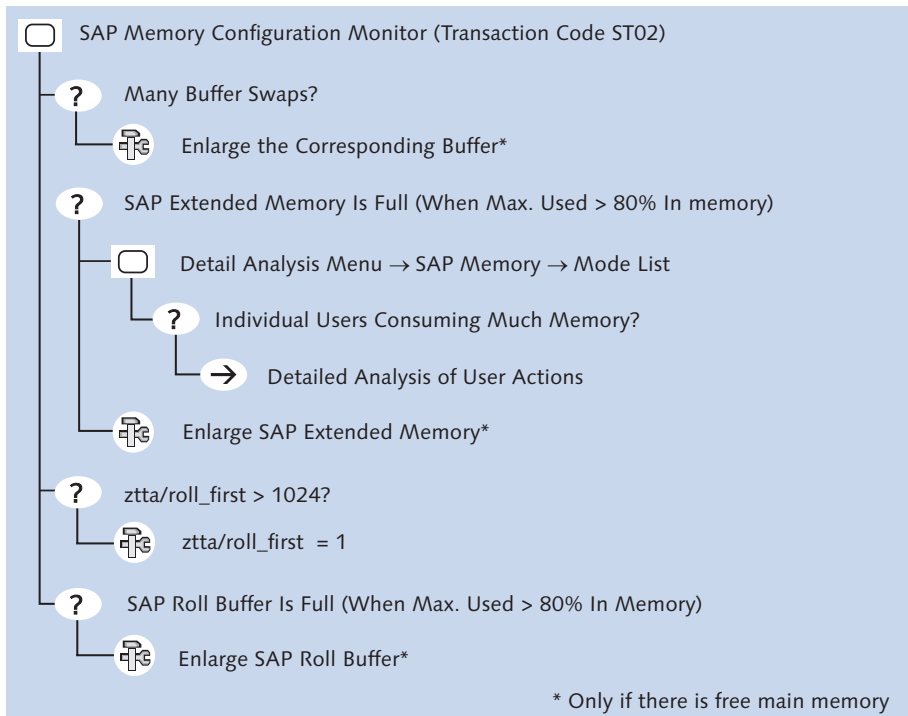 SAP Memory Configuration Monitor (Transaction Code ST02)
? Many Buffer Swaps?
Enlarge the Corresponding Buffer*
? SAP Extended Memory Is Full (When Max. Used > 80% In memory)
Detail Analysis Menu → SAP Memory → Mode List
? Individual Users Consuming Much Memory?
→ Detailed Analysis of User Actions
Enlarge SAP Extended Memory*
? ztta/roll_first > 1024?
ztta/roll_first = 1
? SAP Roll Buffer Is Full (When Max. Used > 80% In Memory)
Enlarge SAP Roll Buffer*
* Only if there is free main memory